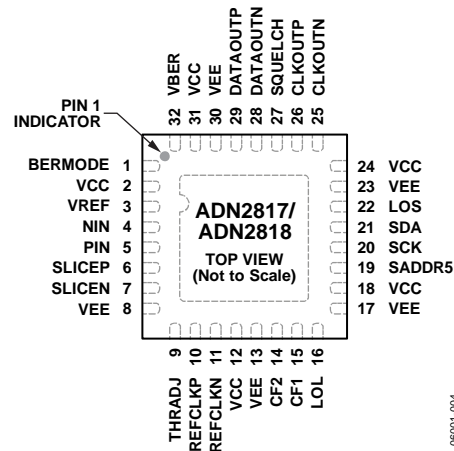 32 VBER
31 VCC
30 VEE
29 DATAOUTP
28 DATAOUTN
27 SQUELCH
26 CLKOUTP
25 CLKOUTN
PIN 1
INDICATOR
BERMODE 1
VCC 2
VREF 3
NIN 4
PIN 5
SLICEP 6
SLICEN 7
VEE 8
ADN2817/
ADN2818
TOP VIEW
(Not to Scale)
24 VCC
23 VEE
22 LOS
21 SDA
20 SCK
19 SADDR5
18 VCC
17 VEE
THRADJ 9
REFCLKP 10
REFCLKN 11
VCC 12
VEE 13
CF2 14
CF1 15
LOL 16
06001-004